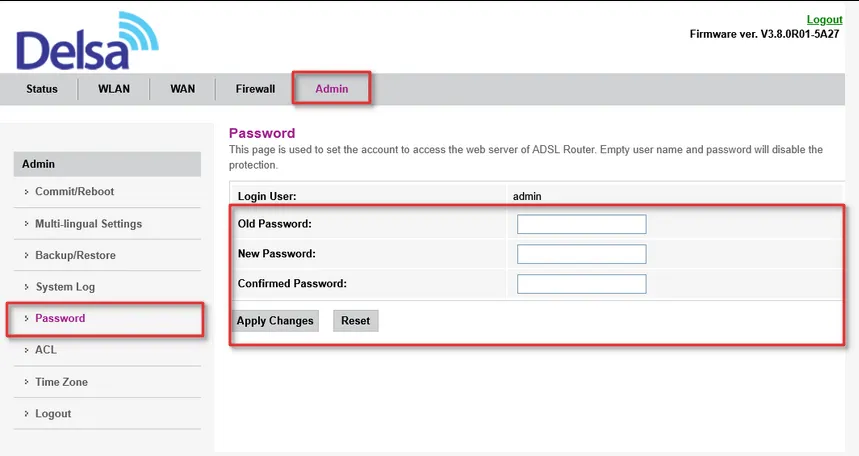 Logout
Firmware ver. V3.8.0R01-5A27
Delsa
Status WLAN WAN Firewall Admin
Password
This page is used to set the account to access the web server of ADSL Router. Empty user name and password will disable the
protection.
Admin
Commit/Reboot
Multi-lingual Settings
Backup/Restore
System Log
Password
ACL
Time Zone
Logout
Login User: admin
Old Password:
New Password:
Confirmed Password:
Apply Changes Reset